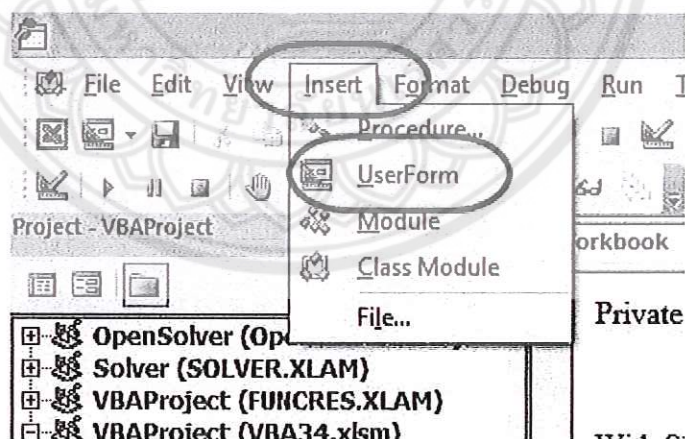 File Edit View Insert Format Debug Run
Procedure...
UserForm
Module
Class Module
File...
Project - VBAProject
OpenSolver
Solver (SOLVER.XLAM)
VBAProject (FUNCRES.XLAM)
VBAProject (VBA34.xlsm)
Private